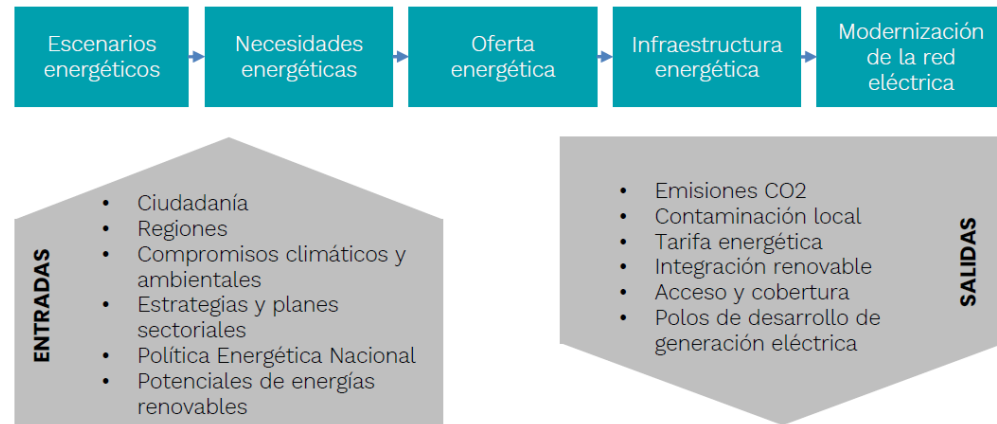 Escenarios
energéticos
Necesidades
energéticas
Oferta
energética
Infraestructura
energética
Modernización
de la red
eléctrica
ENTRADAS
• Ciudadanía
• Regiones
• Compromisos climáticos y
ambientales
• Estrategias y planes
sectoriales
• Política Energética Nacional
• Potenciales de energías
renovables
• Emisiones CO2
• Contaminación local
• Tarifa energética
• Integración renovable
• Acceso y cobertura
• Polos de desarrollo de
generación eléctrica
SALIDAS